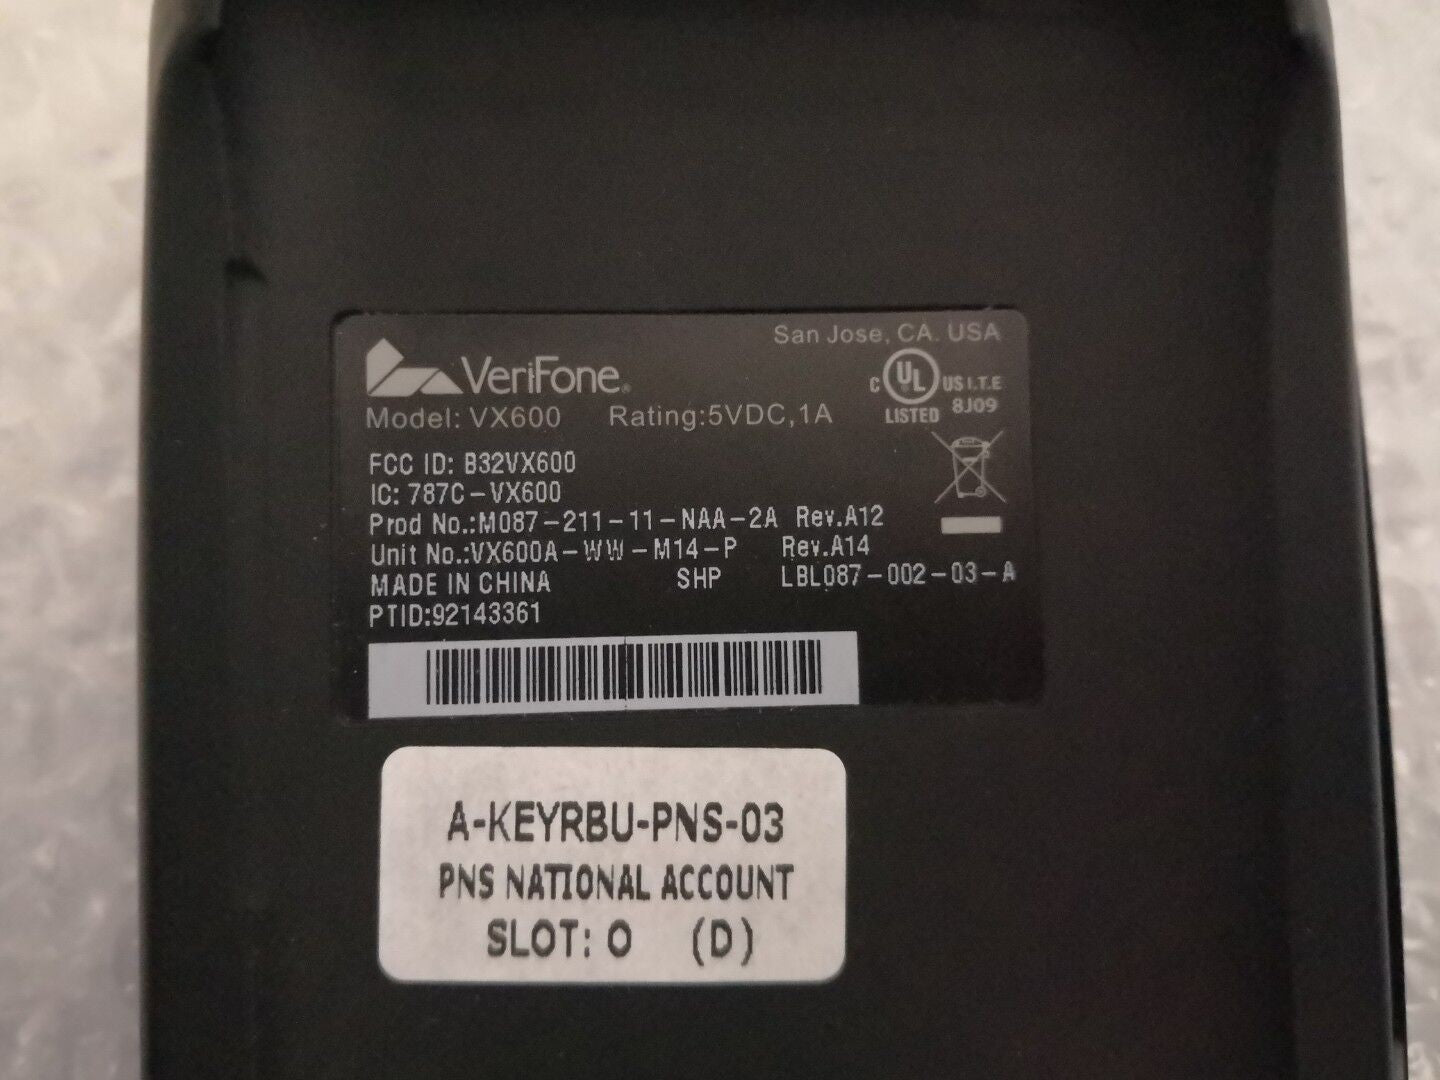 San Jose, CA. USA
VeriFone®
C UL US I.T.E
LISTED 8J09
Model: VX600 Rating:5VDC,1A
FCC ID: B32VX600
IC: 787C-VX600
Prod No.:M087-211-11-NAA-2A Rev.A12
Unit No.:VX600A-WW-M14-P Rev.A14
MADE IN CHINA SHP LBL087-002-03-A
PTID:92143361
A-KEYRBU-PNS-03
PNS NATIONAL ACCOUNT
SLOT: 0 (D)